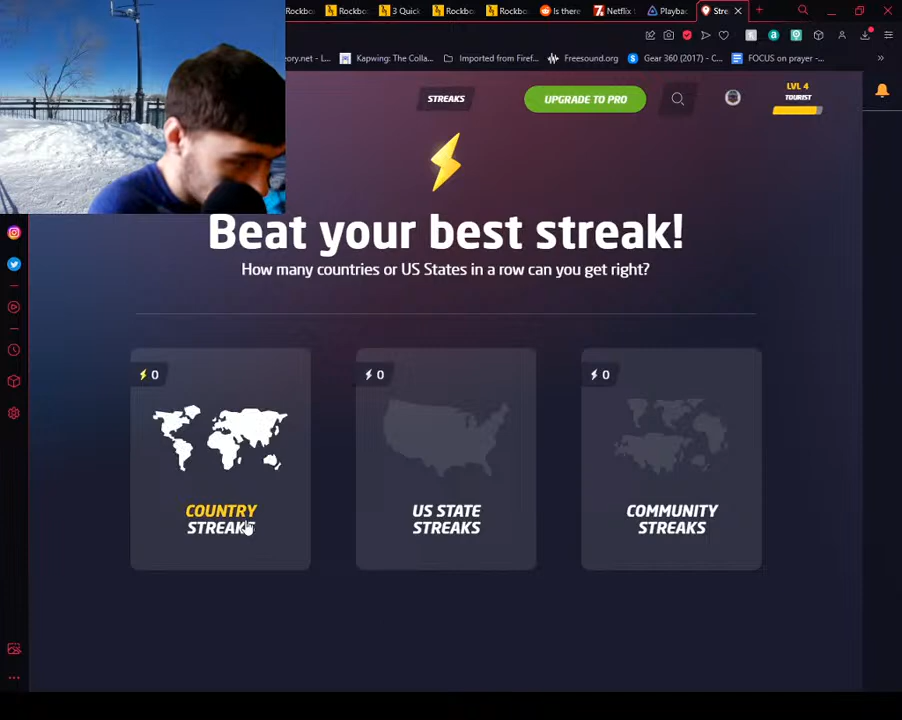 Rockbo
Rockbo
3 Quick
Rockbo
Rockbo
Is there
Netflix
Playbac
Stre
eory.net - L...
Kapwing: The Colla...
Imported from Firef...
Freesound.org
Gear 360 (2017) - C...
FOCUS on prayer -...
STREAKS
UPGRADE TO PRO
LVL 4
TOURIST
Beat your best streak!
How many countries or US States in a row can you get right?
0
0
0
COUNTRY
STREAKS
US STATE
STREAKS
COMMUNITY
STREAKS